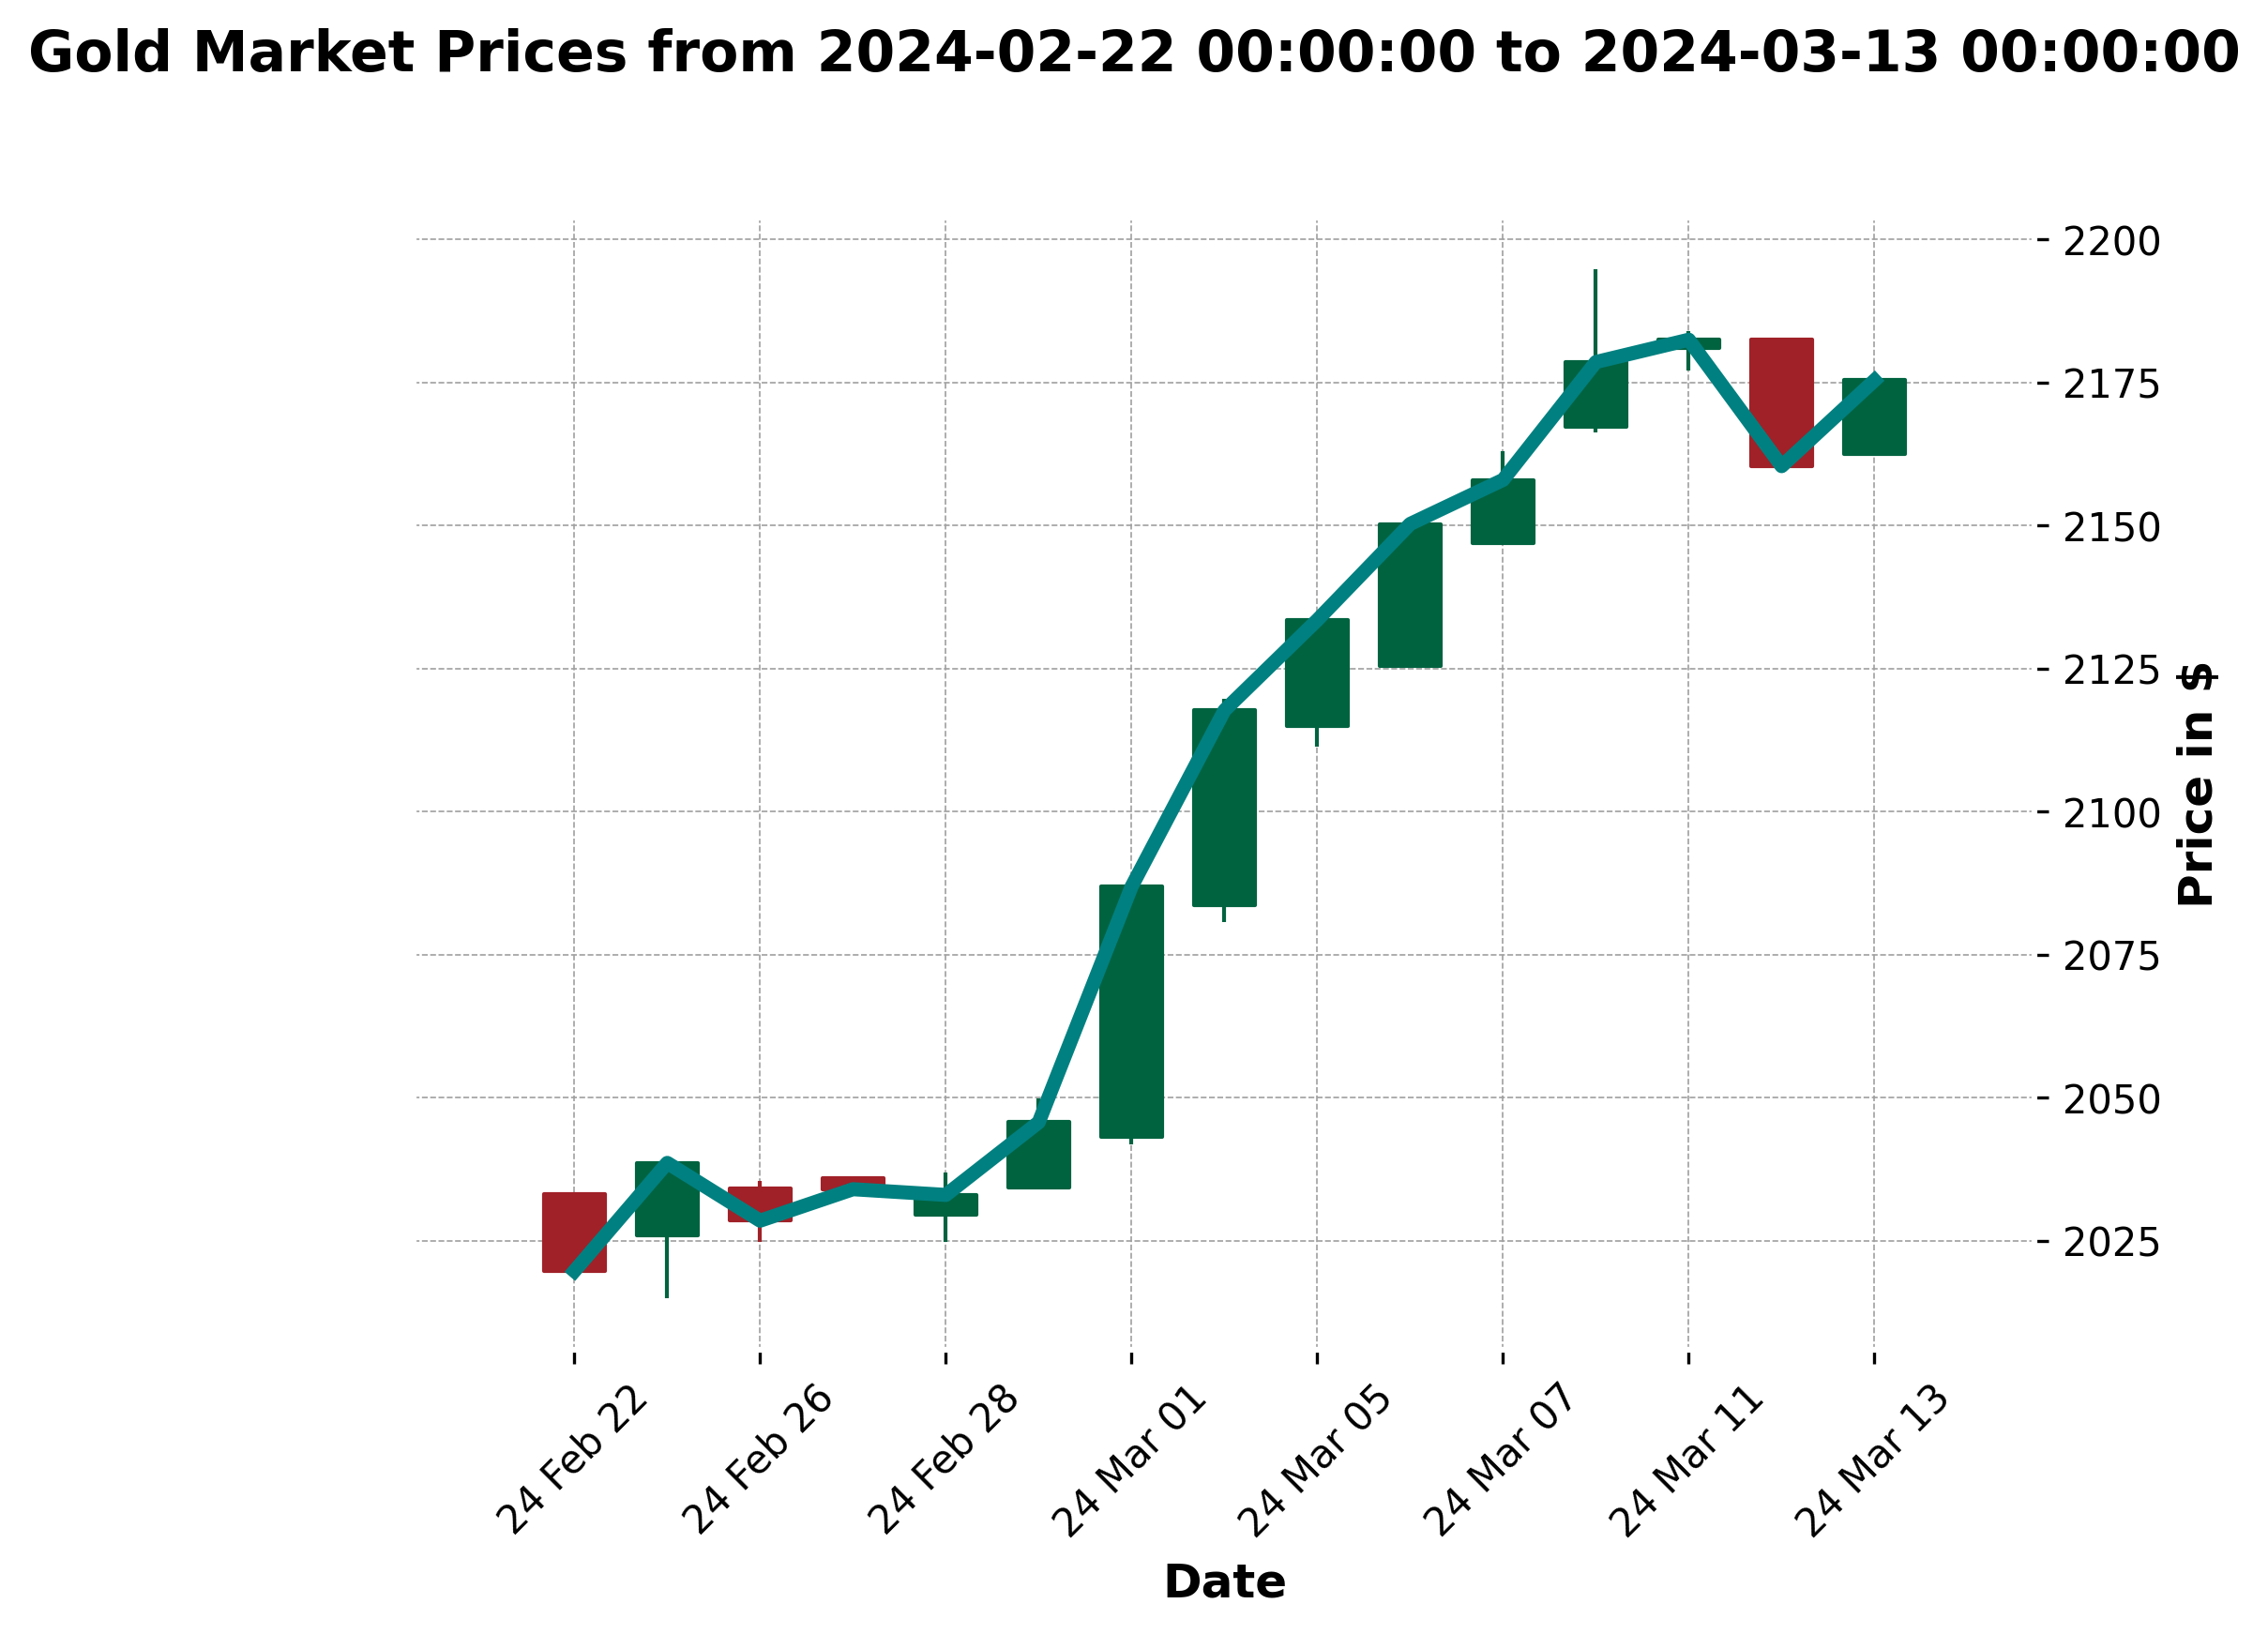 Gold Market Prices from 2024-02-22 00:00:00 to 2024-03-13 00:00:00
2200
2175
2150
2125
2100
2075
2050
2025
Price in $
24 Feb 22
24 Feb 26
24 Feb 28
24 Mar 01
24 Mar 05
24 Mar 07
24 Mar 11
24 Mar 13
Date